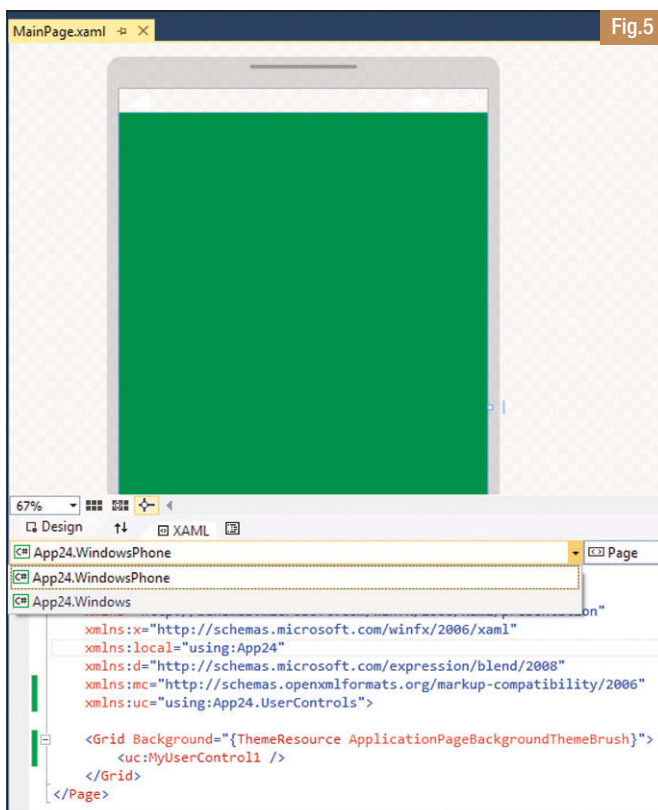 MainPage.xaml
Fig.5
67%
Design
XAML
App24.WindowsPhone
Page
App24.WindowsPhone
App24.Windows
xmlns:x="http://schemas.microsoft.com/winfx/2006/xaml"
xmlns:local="using:App24"
xmlns:d="http://schemas.microsoft.com/expression/blend/2008"
xmlns:mc="http://schemas.openxmlformats.org/markup-compatibility/2006"
xmlns:uc="using:App24.UserControls">
<Grid Background="{ThemeResource ApplicationPageBackgroundThemeBrush}">
<uc:MyUserControl1 />
</Grid>
</Page>